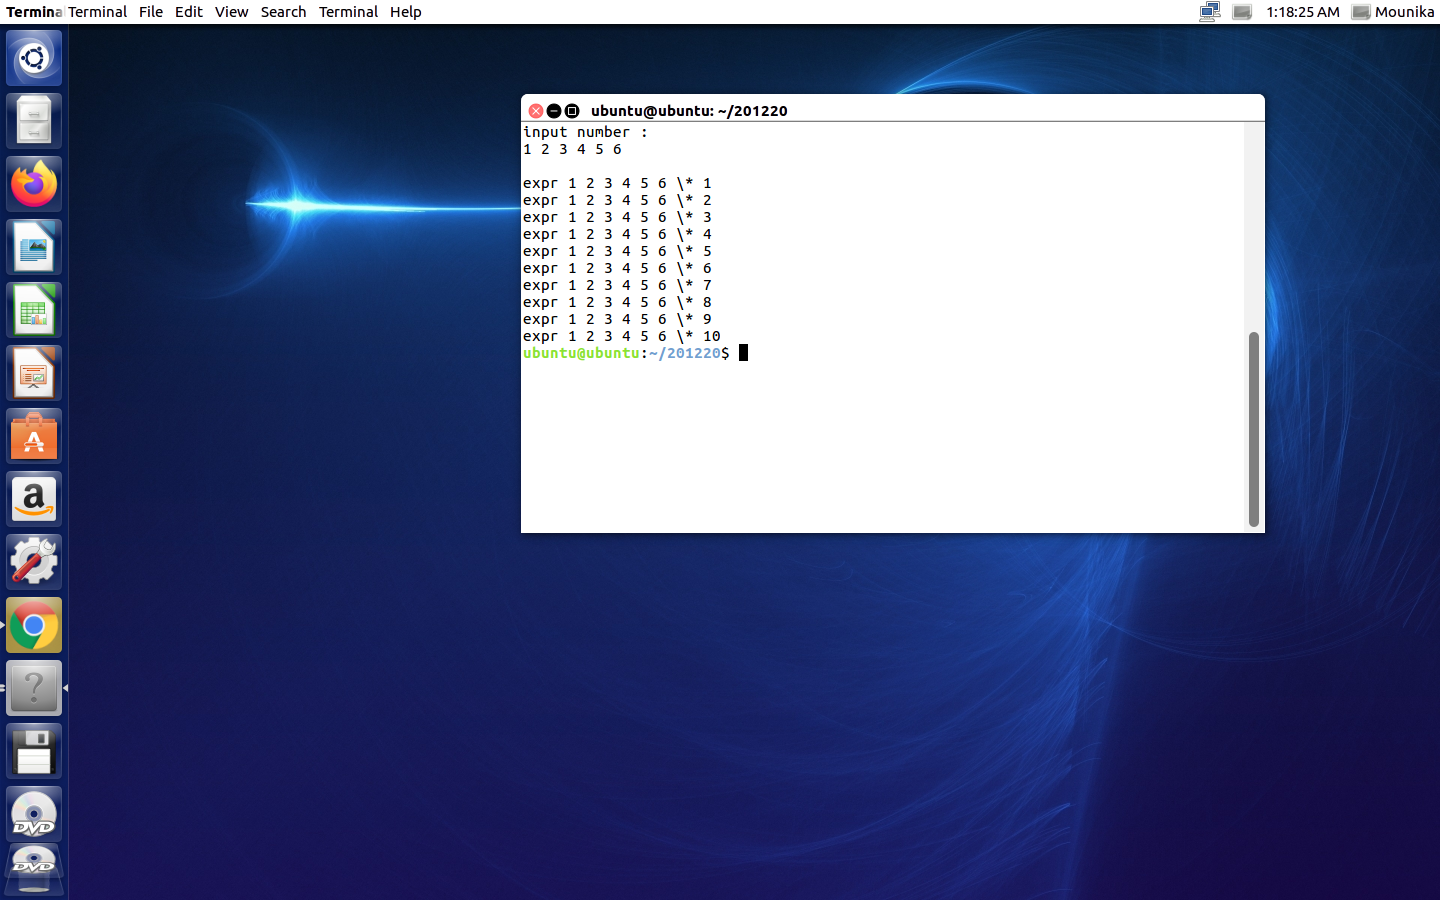 Terminal File Edit View Search Terminal Help 1:18:25 AM Mounika
ubuntu@ubuntu: ~/201220
input number :
1 2 3 4 5 6
expr 1 2 3 4 5 6 \* 1
expr 1 2 3 4 5 6 \* 2
expr 1 2 3 4 5 6 \* 3
expr 1 2 3 4 5 6 \* 4
expr 1 2 3 4 5 6 \* 5
expr 1 2 3 4 5 6 \* 6
expr 1 2 3 4 5 6 \* 7
expr 1 2 3 4 5 6 \* 8
expr 1 2 3 4 5 6 \* 9
expr 1 2 3 4 5 6 \* 10
ubuntu@ubuntu:~/201220$
A
a
?
DVD
DVD